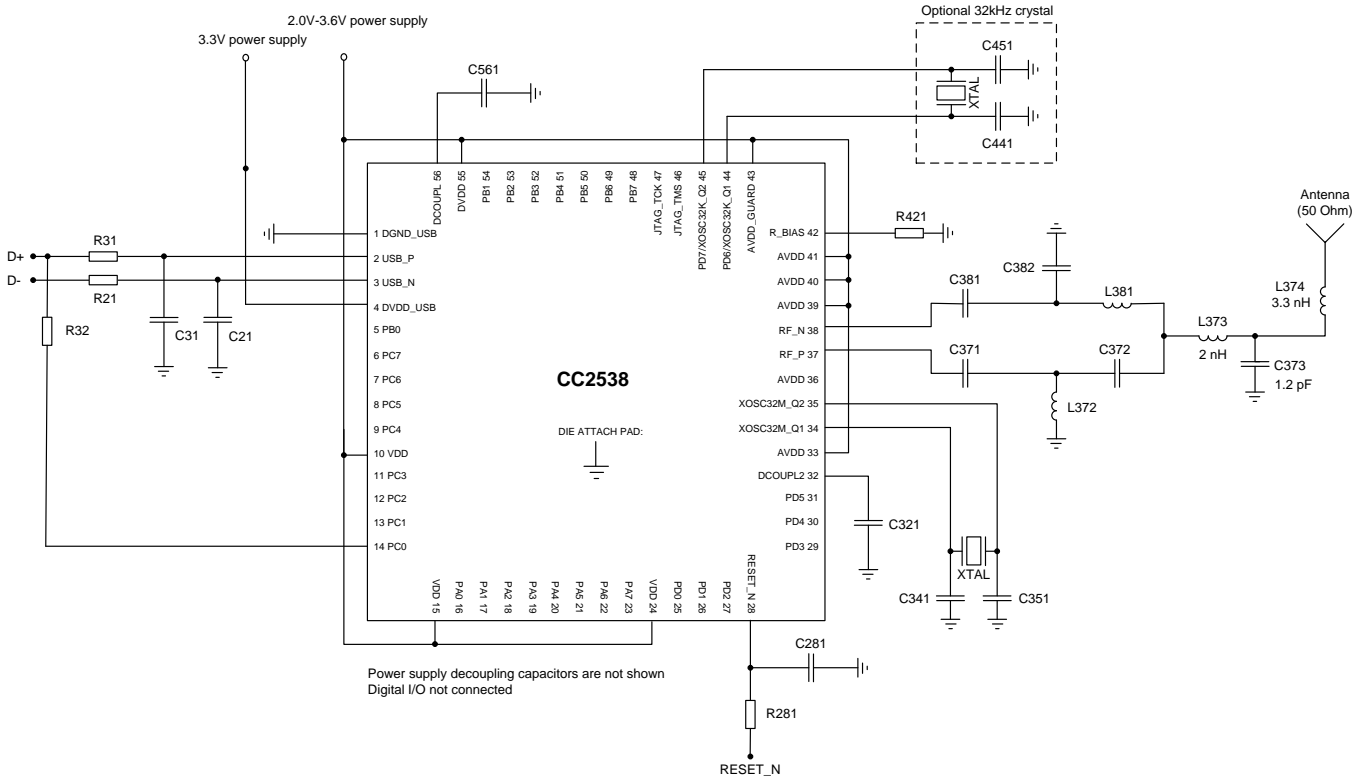 Optional 32kHz crystal
2.0V-3.6V power supply
3.3V power supply
C451
XTAL
C441
C561
DCOUPL 56
DVDD 55
PB1 54
PB2 53
PB3 52
PB4 51
PB5 50
PB6 49
PB7 48
JTAG_TCK 47
JTAG_TMS 46
PD7/XOSC32K_Q2 45
PD6/XOSC32K_Q1 44
AVDD_GUARD 43
Antenna
(50 Ohm)
D+
D-
R31
R21
R32
C31
C21
1 DGND_USB
2 USB_P
3 USB_N
4 DVDD_USB
5 PB0
6 PC7
7 PC6
8 PC5
9 PC4
10 VDD
11 PC3
12 PC2
13 PC1
14 PC0
CC2538
DIE ATTACH PAD:
R_BIAS 42
AVDD 41
AVDD 40
AVDD 39
RF_N 38
RF_P 37
AVDD 36
XOSC32M_Q2 35
XOSC32M_Q1 34
AVDD 33
DCOUPL2 32
PD5 31
PD4 30
PD3 29
R421
C382
C381
L381
C371
C372
L372
L373
2 nH
L374
3.3 nH
C373
1.2 pF
C321
XTAL
C341
C351
VDD 15
PA0 16
PA1 17
PA2 18
PA3 19
PA4 20
PA5 21
PA6 22
PA7 23
VDD 24
PD0 25
PD1 26
PD2 27
RESET_N 28
C281
R281
RESET_N
Power supply decoupling capacitors are not shown
Digital I/O not connected